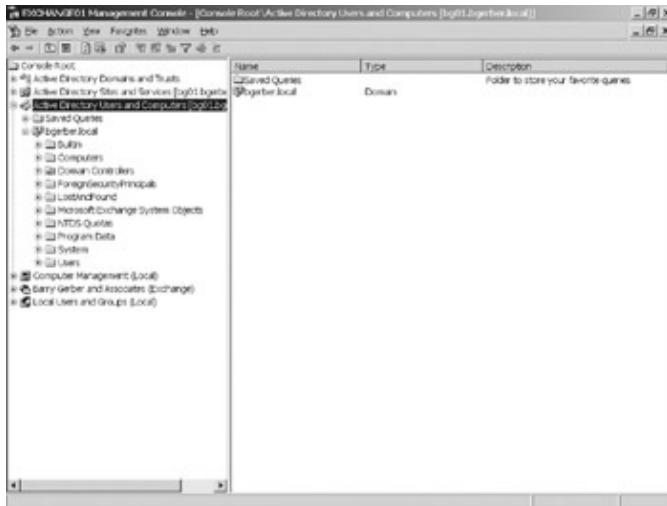 EXCHANGE01 Management Console - [Console Root\Active Directory Users and Computers [bg01.bgerber.local]]
File Action View Favorites Window Help
Console Root
Active Directory Domains and Trusts
Active Directory Sites and Services [bg01.bgerbe
Active Directory Users and Computers [bg01.bg
Saved Queries
bgerber.local
Builtin
Computers
Domain Controllers
ForeignSecurityPrincipals
LostAndFound
Microsoft Exchange System Objects
NTDS Quotas
Program Data
System
Users
Computer Management (Local)
Barry Gerber and Associates (Exchange)
Local Users and Groups (Local)
Name Type Description
Saved Queries Folder to store your favorite queries
bgerber.local Domain